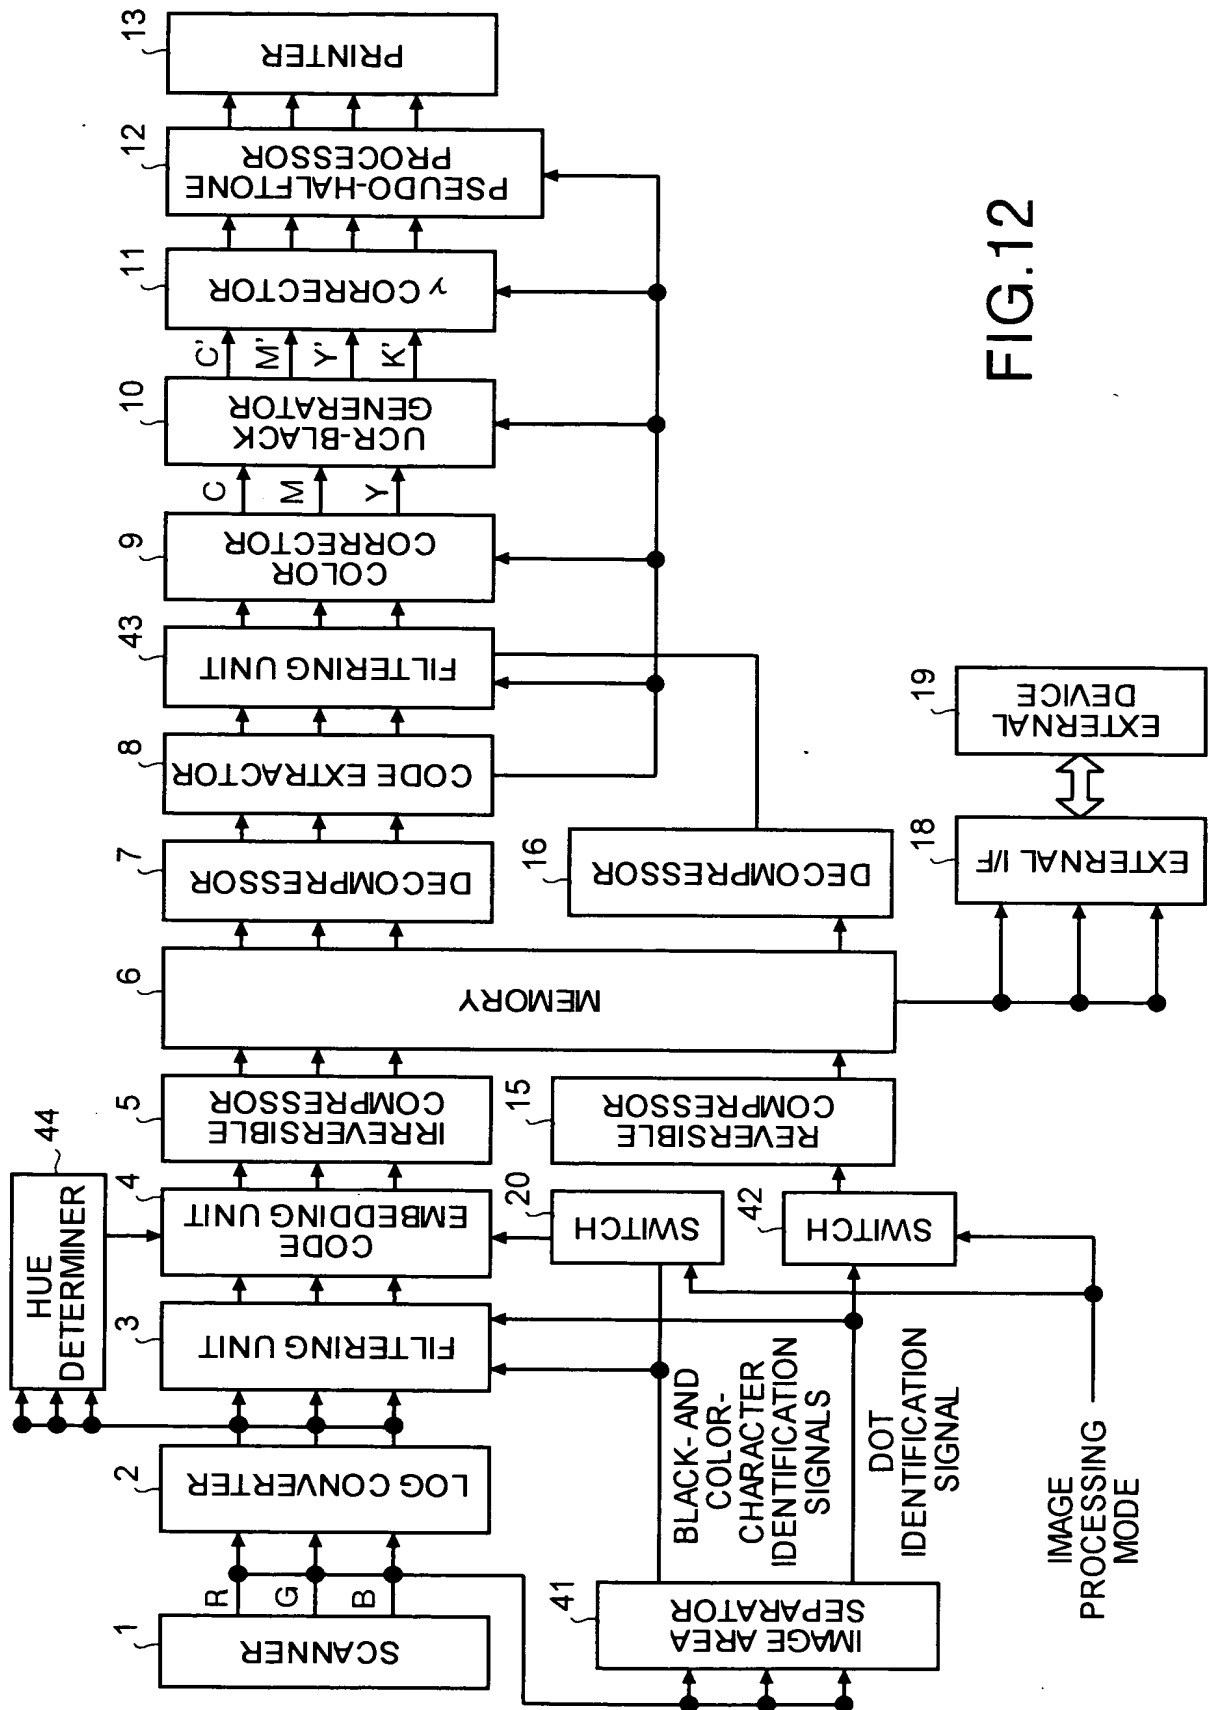 13
PRINTER
12
PSEUDO-HALFTONE
PROCESSOR
11
γ CORRECTOR
C'
M'
Y'
K'
10
UCR-BLACK
GENERATOR
C
M
Y
9
COLOR
CORRECTOR
43
FILTERING UNIT
8
CODE EXTRACTOR
7
DECOMPRESSOR
16
DECOMPRESSOR
19
EXTERNAL
DEVICE
18
EXTERNAL I/F
6
MEMORY
5
IRREVERSIBLE
COMPRESSOR
15
REVERSIBLE
COMPRESSOR
44
HUE
DETERMINER
4
CODE
EMBEDDING UNIT
20
SWITCH
42
SWITCH
3
FILTERING UNIT
BLACK- AND
COLOR-
CHARACTER
IDENTIFICATION
SIGNALS
DOT
IDENTIFICATION
SIGNAL
IMAGE
PROCESSING
MODE
2
LOG CONVERTER
R
G
B
1
SCANNER
41
IMAGE AREA
SEPARATOR
FIG.12